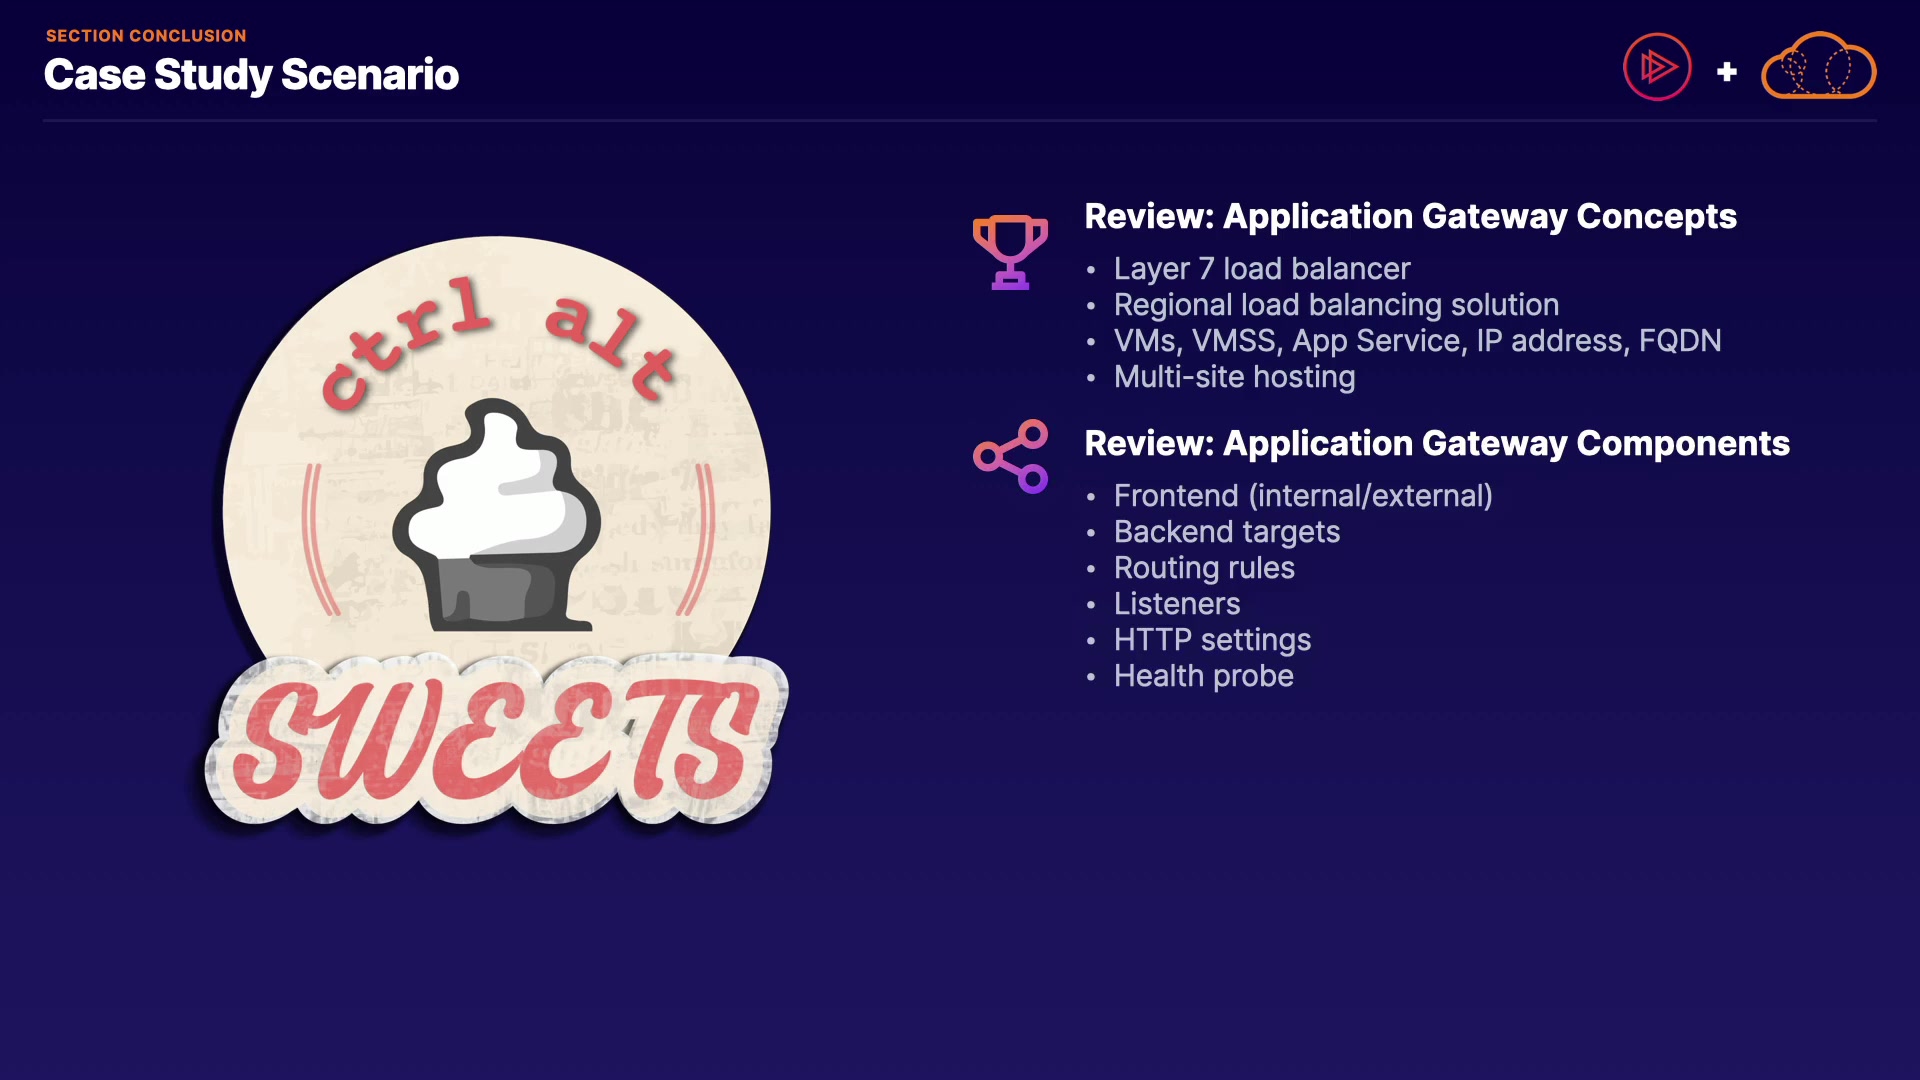 SECTION CONCLUSION
Case Study Scenario
ctrl alt
SWEETS
Review: Application Gateway Concepts
• Layer 7 load balancer
• Regional load balancing solution
• VMs, VMSS, App Service, IP address, FQDN
• Multi-site hosting
Review: Application Gateway Components
• Frontend (internal/external)
• Backend targets
• Routing rules
• Listeners
• HTTP settings
• Health probe